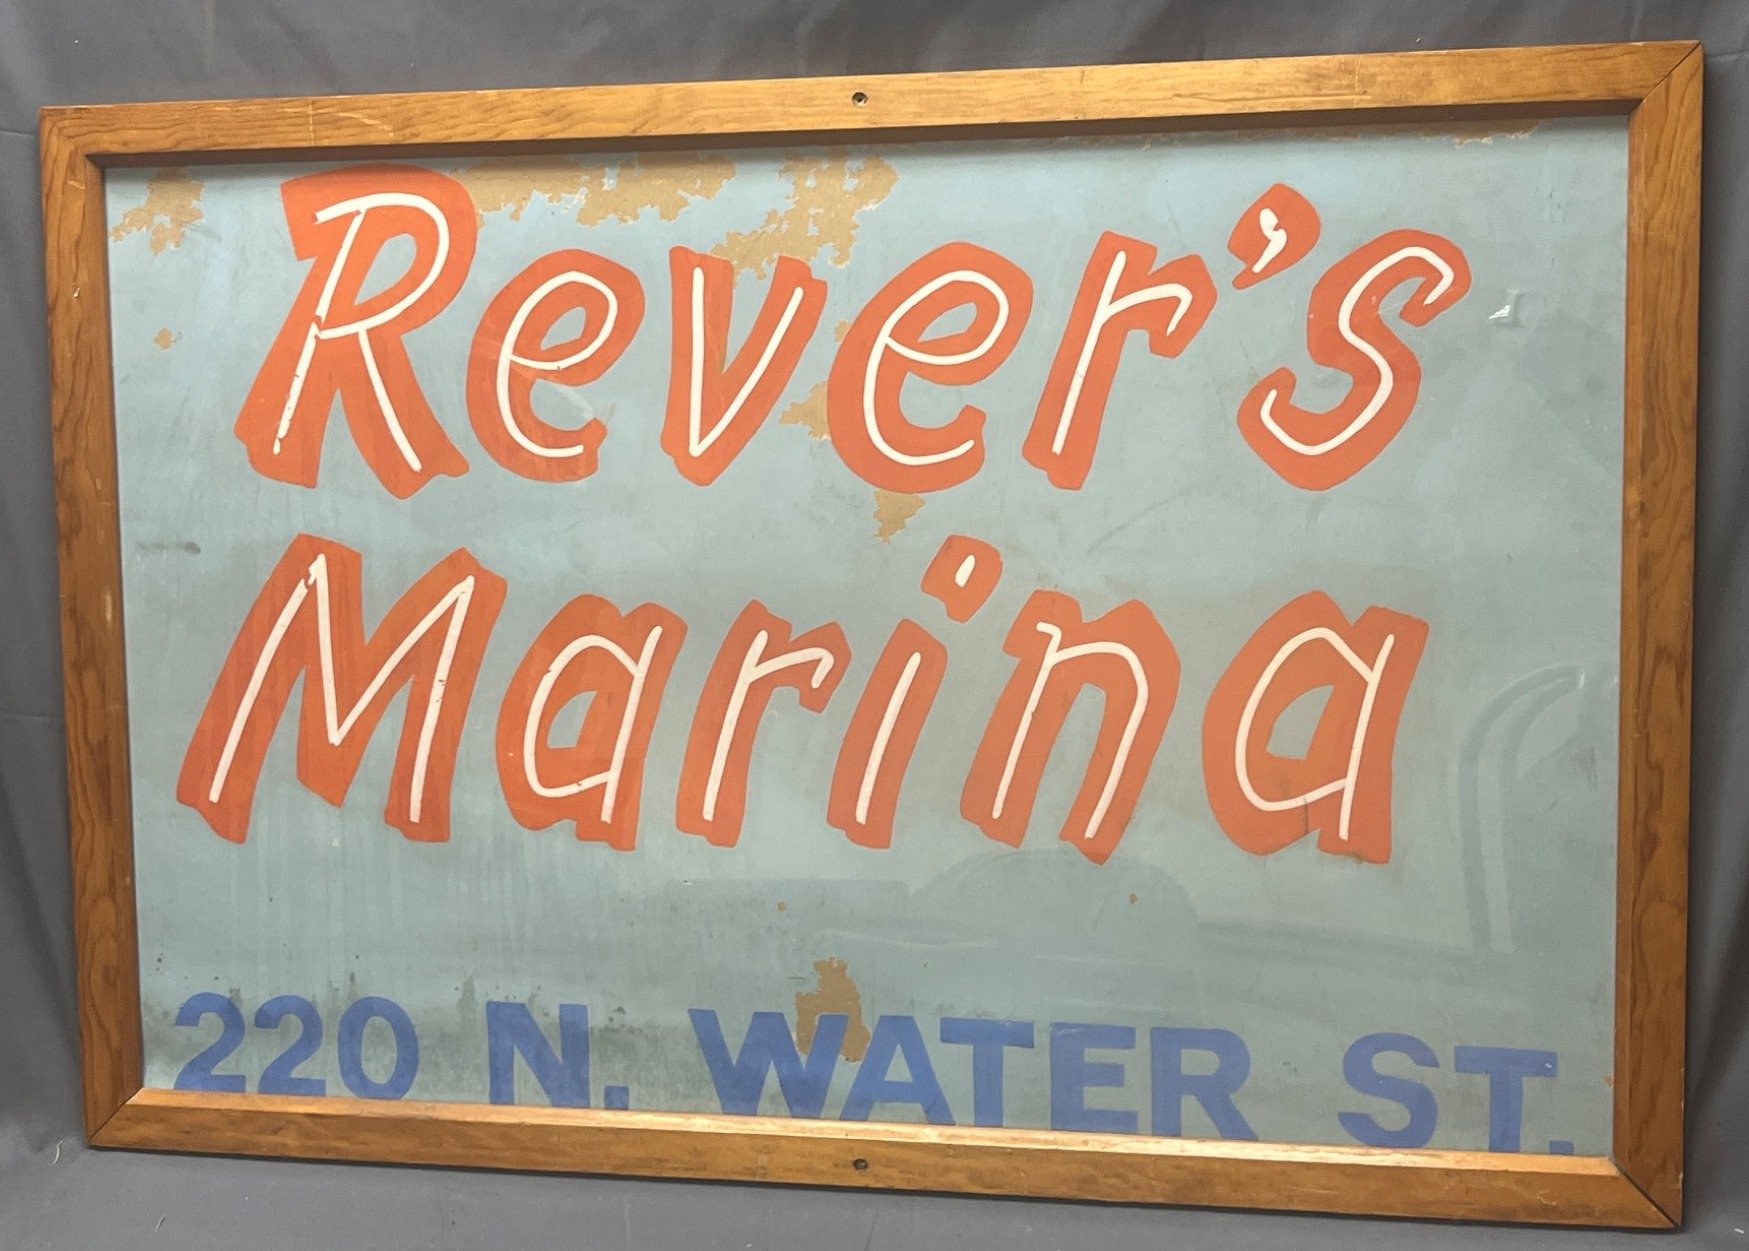 Rever's
Marina
220 N. WATER ST.